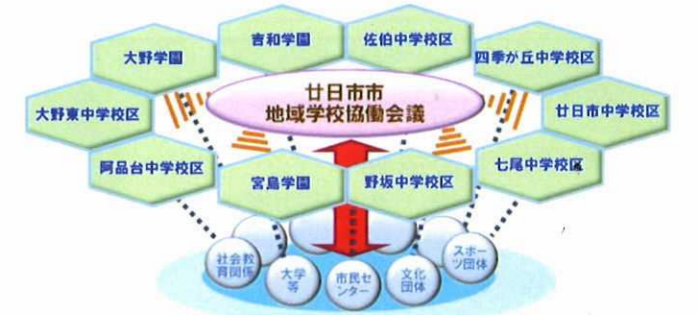 吉和学園
佐伯中学校区
大野学園
四季が丘中学校区
廿日市市
地域学校協働会議
大野東中学校区
廿日市中学校区
阿品台中学校区
七尾中学校区
宮島学園
野坂中学校区
社会教
育関係
大学
等
市民セ
ンター
文化
団体
スポー
ツ団体